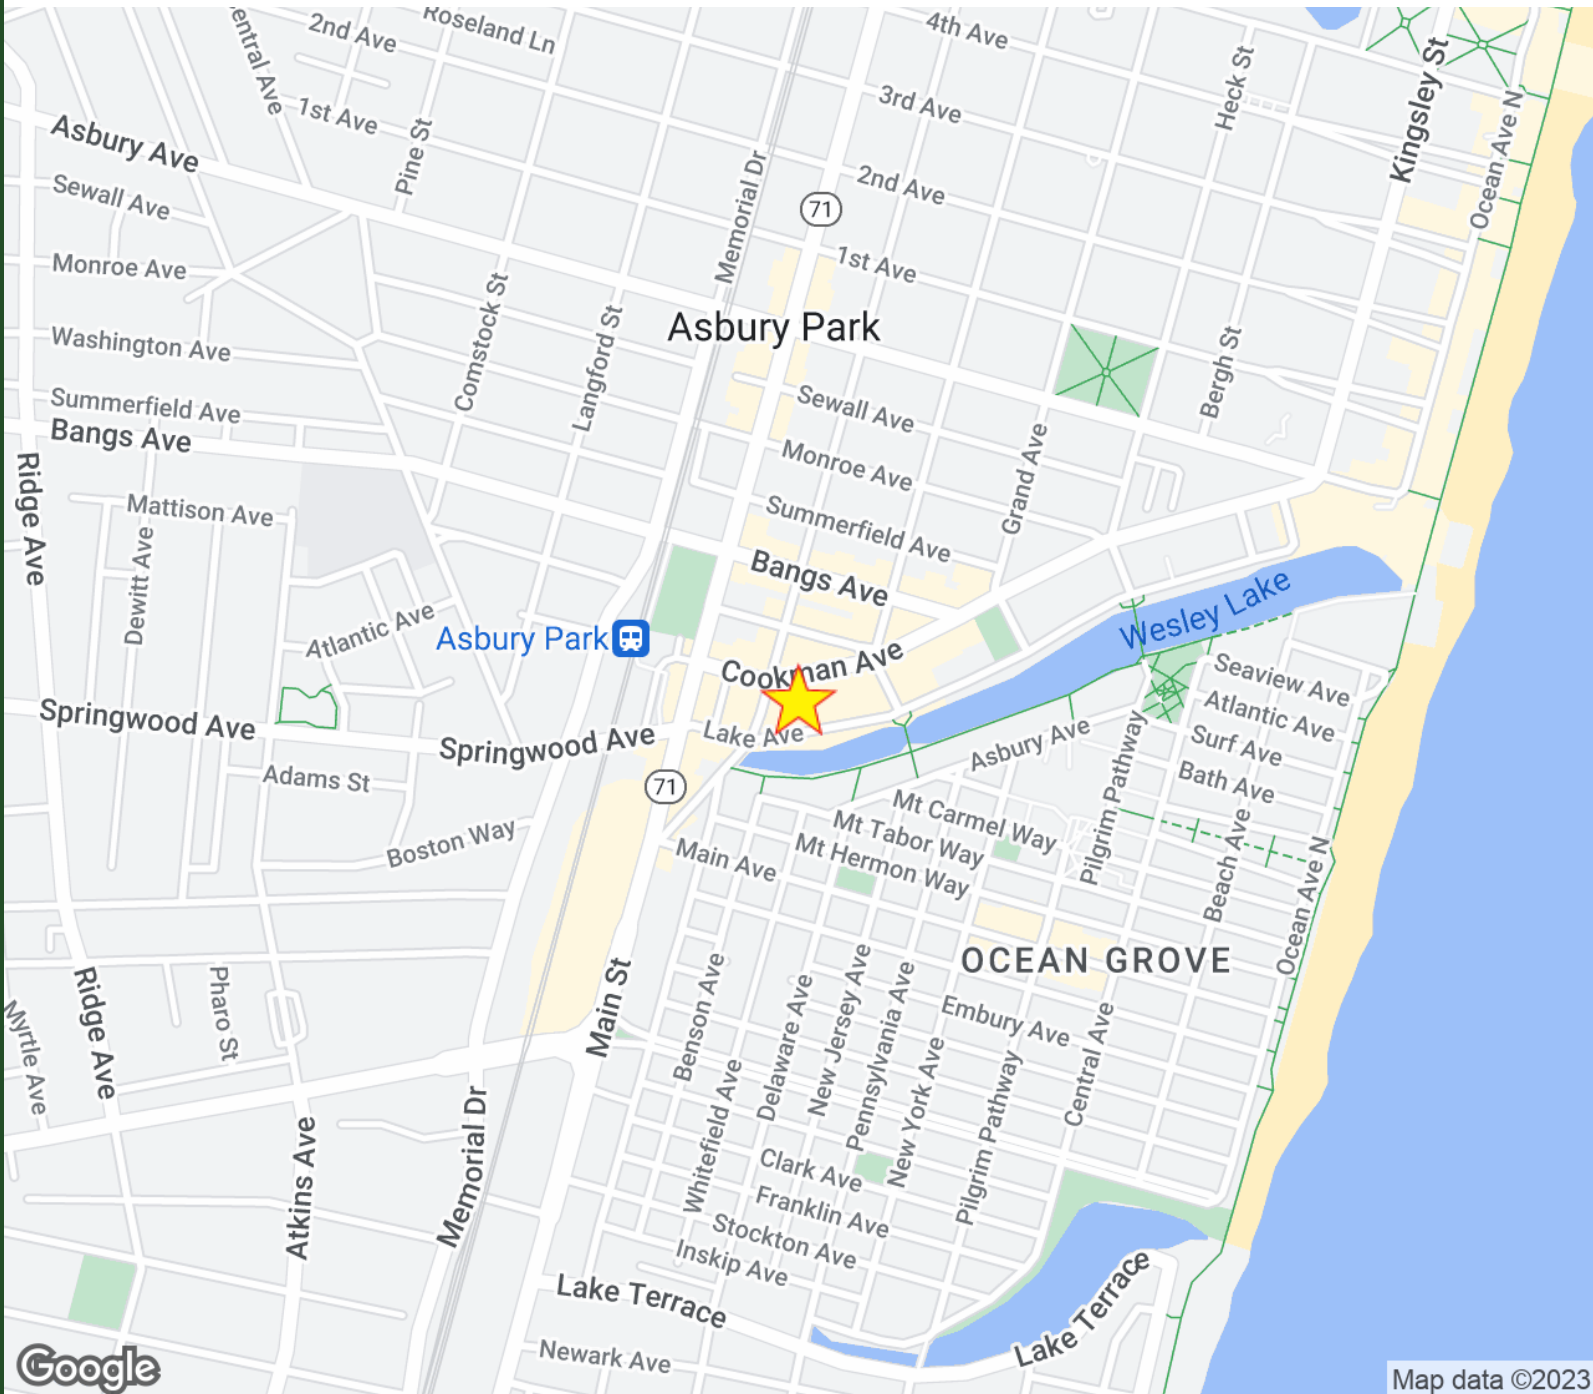 Roseland Ln
2nd Ave
4th Ave
entral Ave
Heck St
Kingsley St
1st Ave
3rd Ave
Ocean Ave N
Asbury Ave
Pine St
Memorial Dr
2nd Ave
Sewall Ave
71
Monroe Ave
1st Ave
Comstock St
Langford St
Asbury Park
Washington Ave
Bergh St
Summerfield Ave
Sewall Ave
Bangs Ave
Monroe Ave
Grand Ave
Ridge Ave
Mattison Ave
Summerfield Ave
Dewitt Ave
Bangs Ave
Wesley Lake
Atlantic Ave
Asbury Park
Cookman Ave
Seaview Ave
Springwood Ave
Springwood Ave
Lake Ave
Atlantic Ave
Asbury Ave
Surf Ave
Adams St
71
Pilgrim Pathway
Bath Ave
Mt Carmel Way
Boston Way
Mt Tabor Way
Main Ave
Mt Hermon Way
Beach Ave
Ocean Ave N
OCEAN GROVE
Ridge Ave
Pharo St
Main St
Benson Ave
New Jersey Ave
Pennsylvania Ave
Delaware Ave
Embury Ave
Myrtle Ave
Central Ave
Whitefield Ave
New York Ave
Pilgrim Pathway
Atkins Ave
Memorial Dr
Clark Ave
Franklin Ave
Stockton Ave
Inskip Ave
Lake Terrace
Lake Terrace
Newark Ave
Google
Map data ©2023